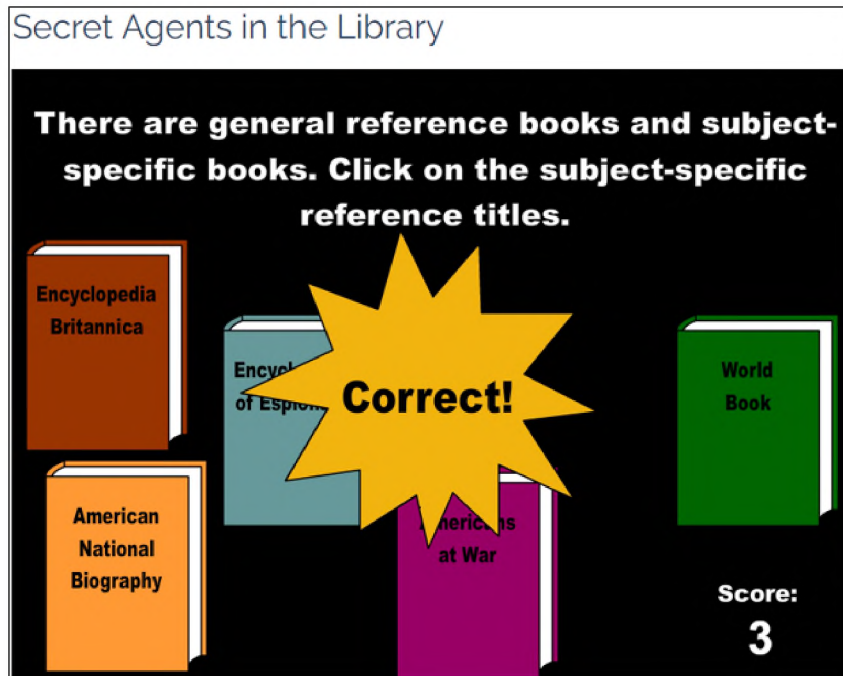 Secret Agents in the Library
There are general reference books and subject-
specific books. Click on the subject-specific
reference titles.
Encyclopedia
Britannica
of
Correct!
World
Book
American
National
Biography
at War
Score:
3